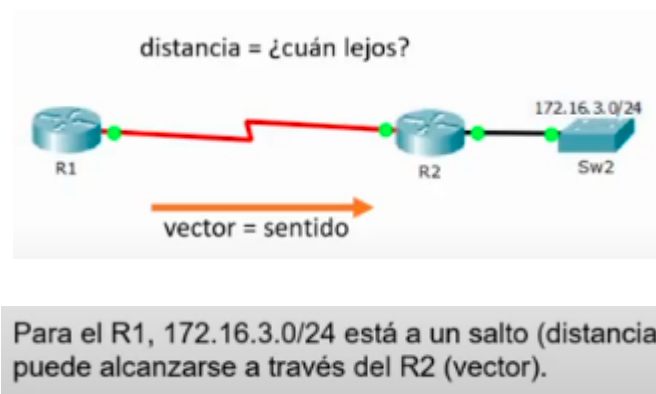 distancia = ¿cuán lejos?
172.16.3.0/24
R1
R2
Sw2
vector = sentido
Para el R1, 172.16.3.0/24 está a un salto (distancia
puede alcanzarse a través del R2 (vector).